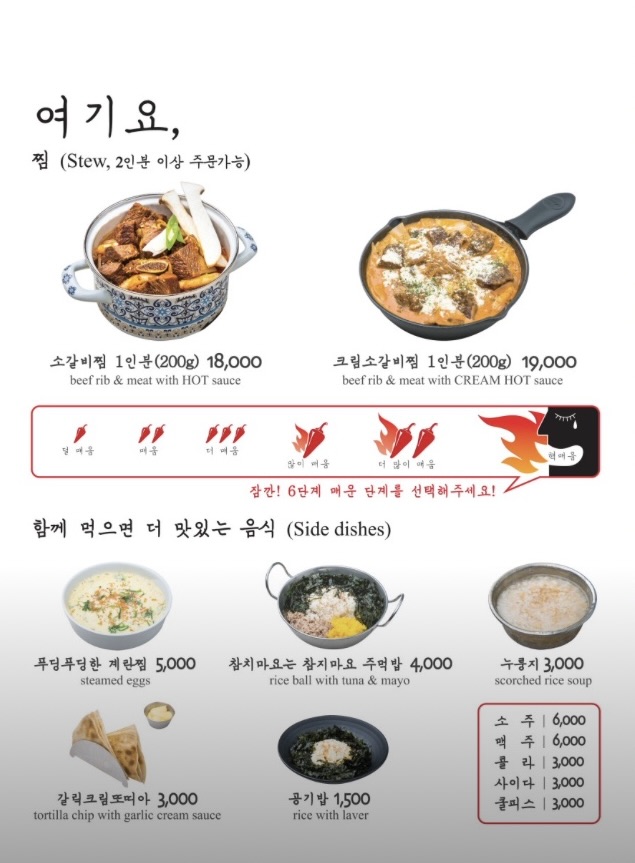 여기요,
찜 (Stew, 2인분 이상 주문가능)
소갈비찜 1인분(200g) 18,000
beef rib & meat with HOT sauce
크림소갈비찜 1인분(200g) 19,000
beef rib & meat with CREAM HOT sauce
덜 매움
매움
더 매움
많이 매움
더 많이 매움
핵매움
잠깐! 6단계 매운 단계를 선택해주세요!
함께 먹으면 더 맛있는 음식 (Side dishes)
푸딩푸딩한 계란찜 5,000
steamed eggs
참치마요는 참지마요 주먹밥 4,000
rice ball with tuna & mayo
누룽지 3,000
scorched rice soup
갈릭크림또띠아 3,000
tortilla chip with garlic cream sauce
공기밥 1,500
rice with laver
소 주 | 6,000
맥 주 | 6,000
콜 라 | 3,000
사이다 | 3,000
쿨피스 | 3,000